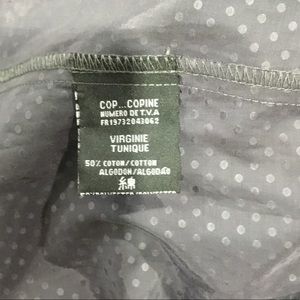 COP...COPINE
NUMERO DE T.V.A
FR19732043062
VIRGINIE
TUNIQUE
50% COTON/COTTON
ALGODON/ALGODÃO
綿